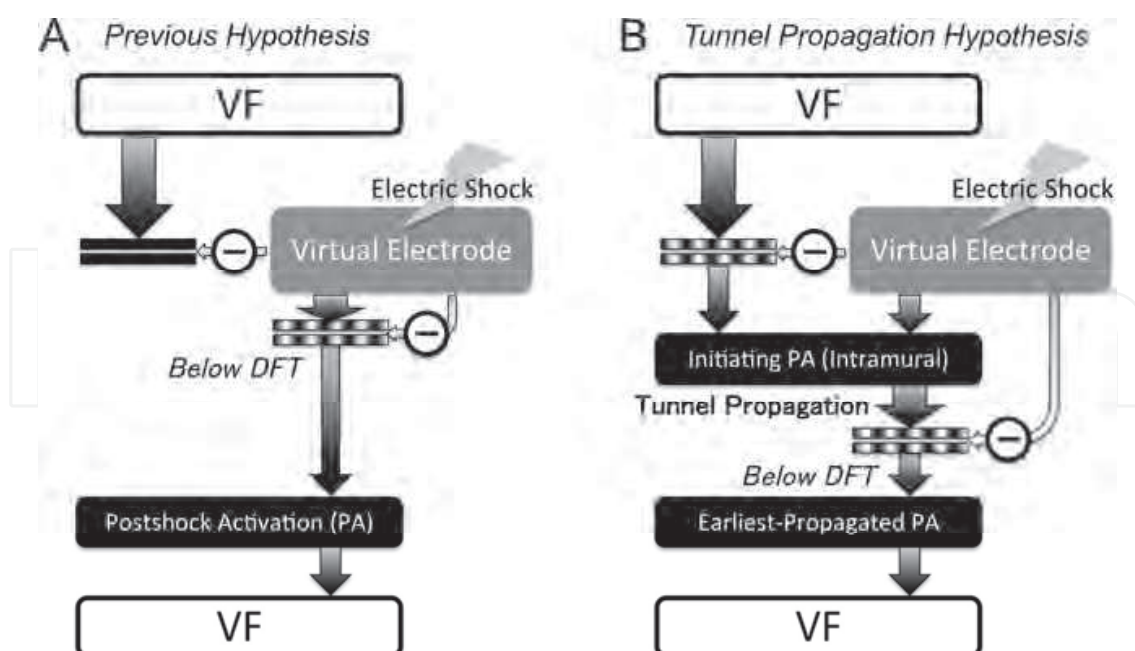 A Previous Hypothesis
VF
Electric Shock
Virtual Electrode
−
−
Below DFT
Postshock Activation (PA)
VF
B Tunnel Propagation Hypothesis
VF
Electric Shock
Virtual Electrode
−
Initiating PA (Intramural)
Tunnel Propagation
−
Below DFT
Earliest-Propagated PA
VF